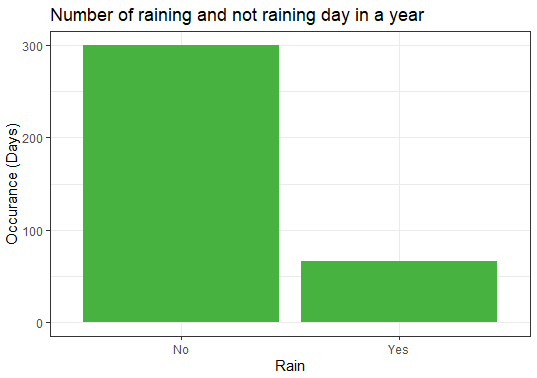 Number of raining and not raining day in a year
Occurance (Days)
300
200
100
0
No
Yes
Rain